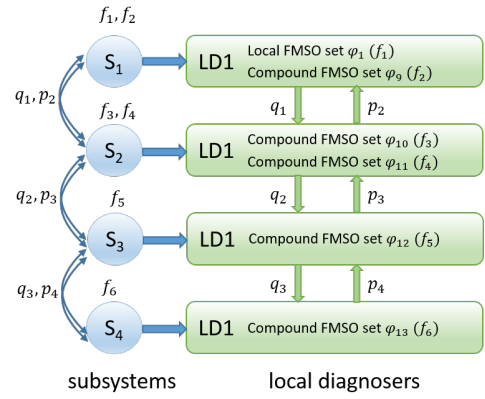 f₁, f₂
S₁
LD1
Local FMSO set φ₁ (f₁)
Compound FMSO set φ₉ (f₂)
q₁, p₂
q₁
p₂
f₃, f₄
S₂
LD1
Compound FMSO set φ₁₀ (f₃)
Compound FMSO set φ₁₁ (f₄)
q₂, p₃
q₂
p₃
f₅
S₃
LD1
Compound FMSO set φ₁₂ (f₅)
q₃, p₄
q₃
p₄
f₆
S₄
LD1
Compound FMSO set φ₁₃ (f₆)
subsystems
local diagnosers